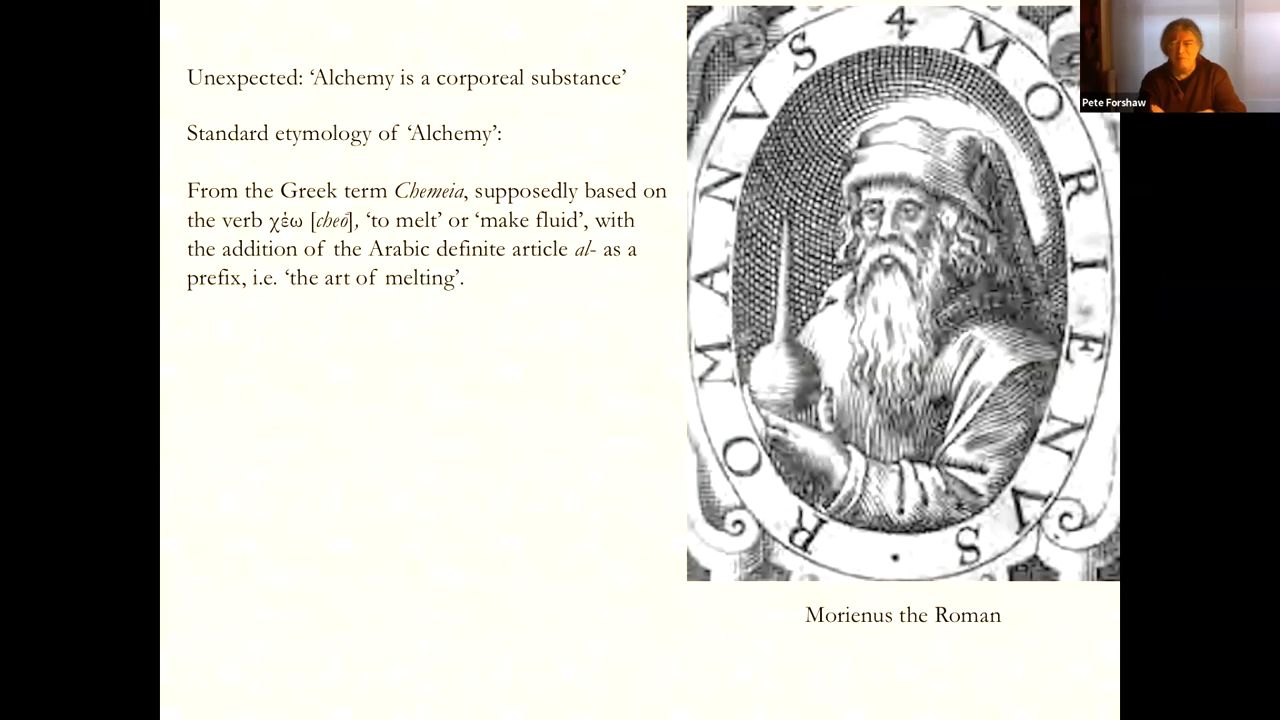 Unexpected: ‘Alchemy is a corporeal substance’
Standard etymology of ‘Alchemy’:
From the Greek term Chemeia, supposedly based on
the verb χέω [cheó], ‘to melt’ or ‘make fluid’, with
the addition of the Arabic definite article al- as a
prefix, i.e. ‘the art of melting’.
4 MORIENVS · ROMANVS
Morienus the Roman
Pete Forshaw